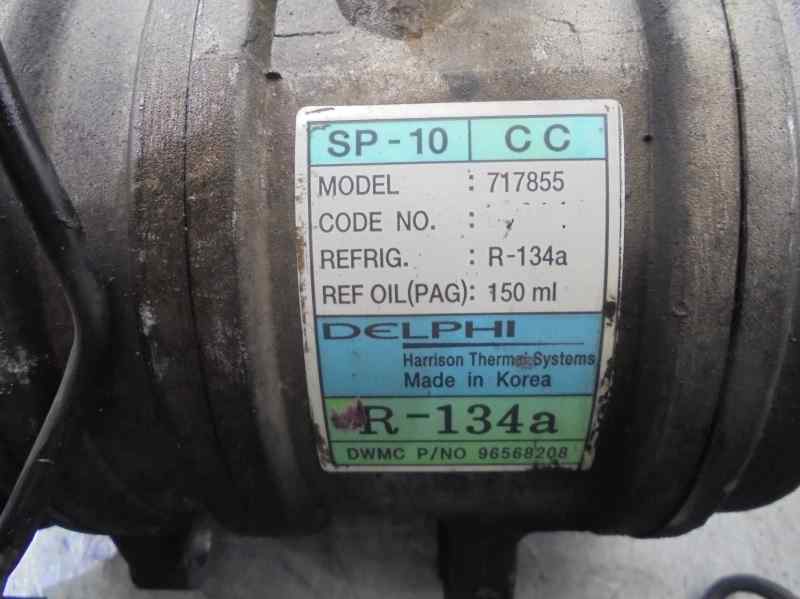 SP-10 CC
MODEL : 717855
CODE NO. :
REFRIG. : R-134a
REF OIL(PAG): 150 ml
DELPHI
Harrison Thermal Systems
Made in Korea
R-134a
DWMC P/NO 96568208